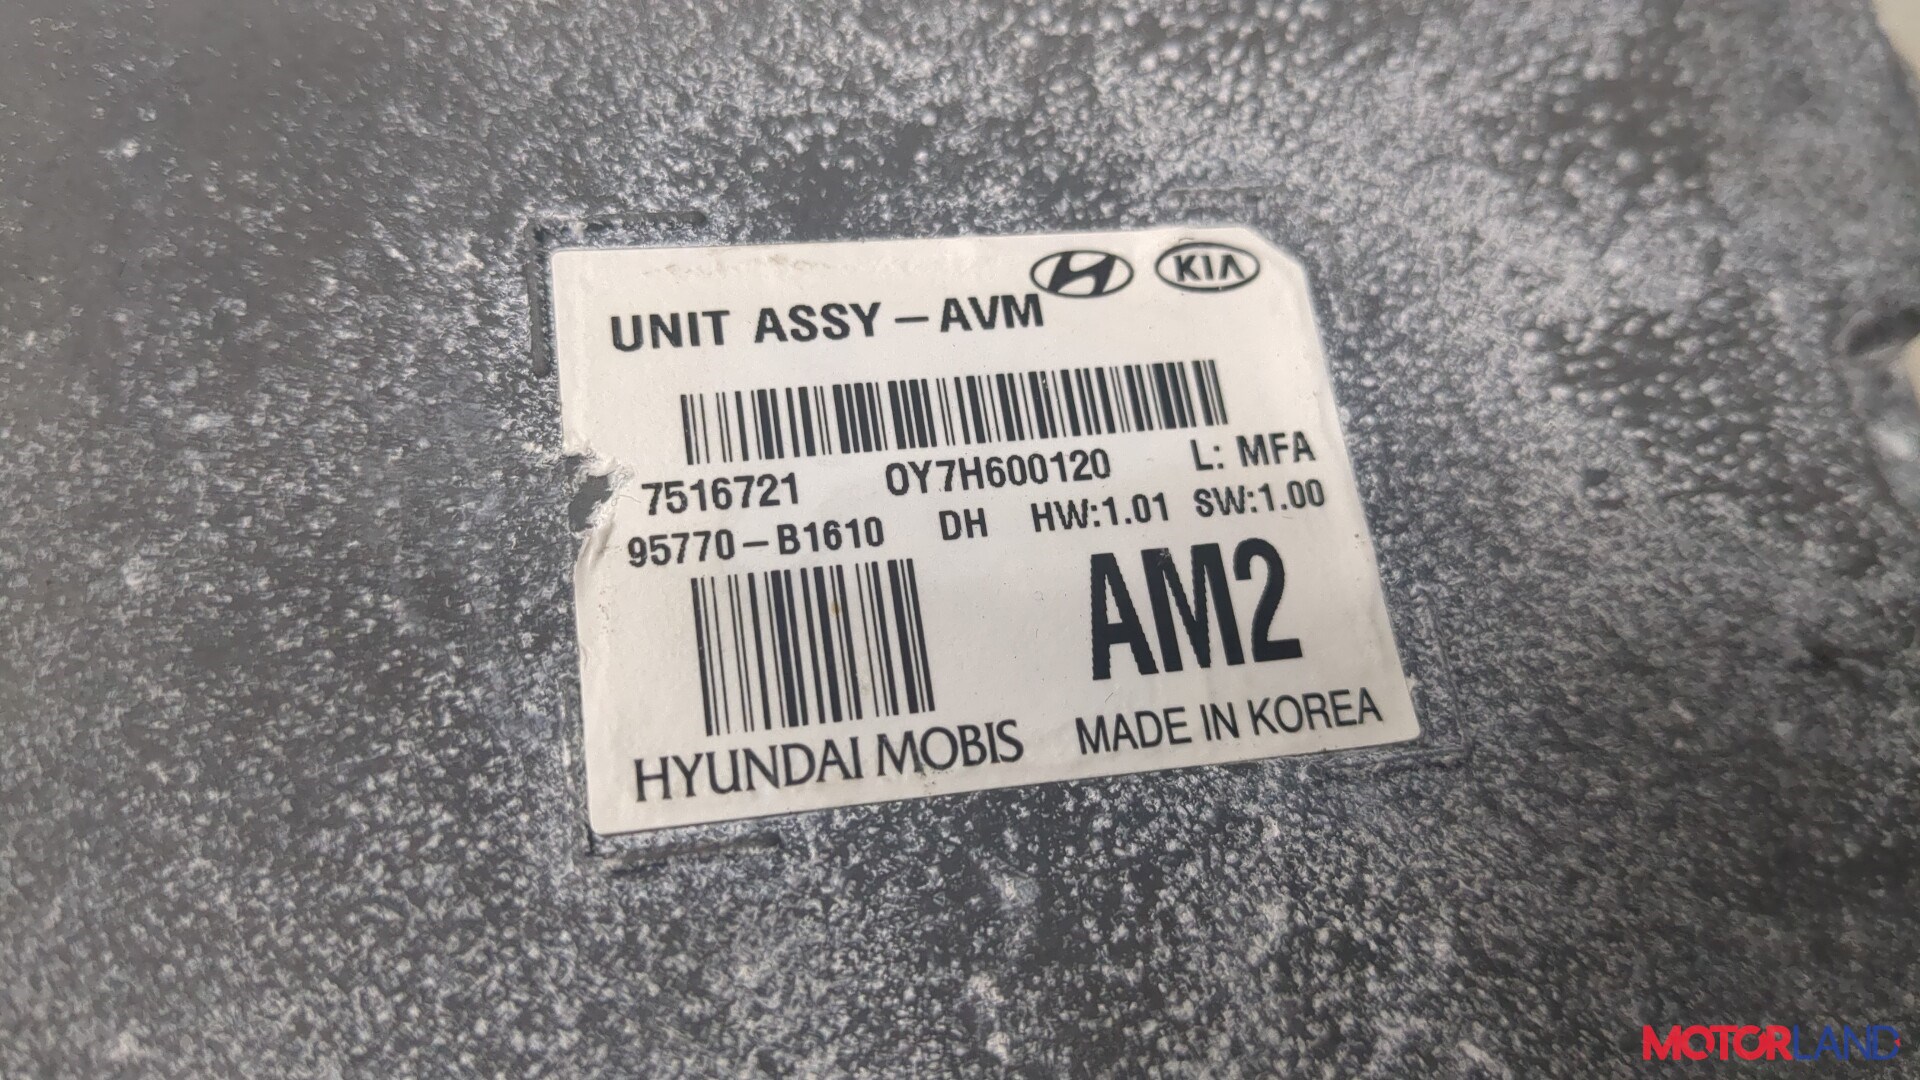 KIA
UNIT ASSY-AVM
7516721 0Y7H600120 L: MFA
95770-B1610 DH HW:1.01 SW:1.00
AM2
HYUNDAI MOBIS MADE IN KOREA
MOTORLAND